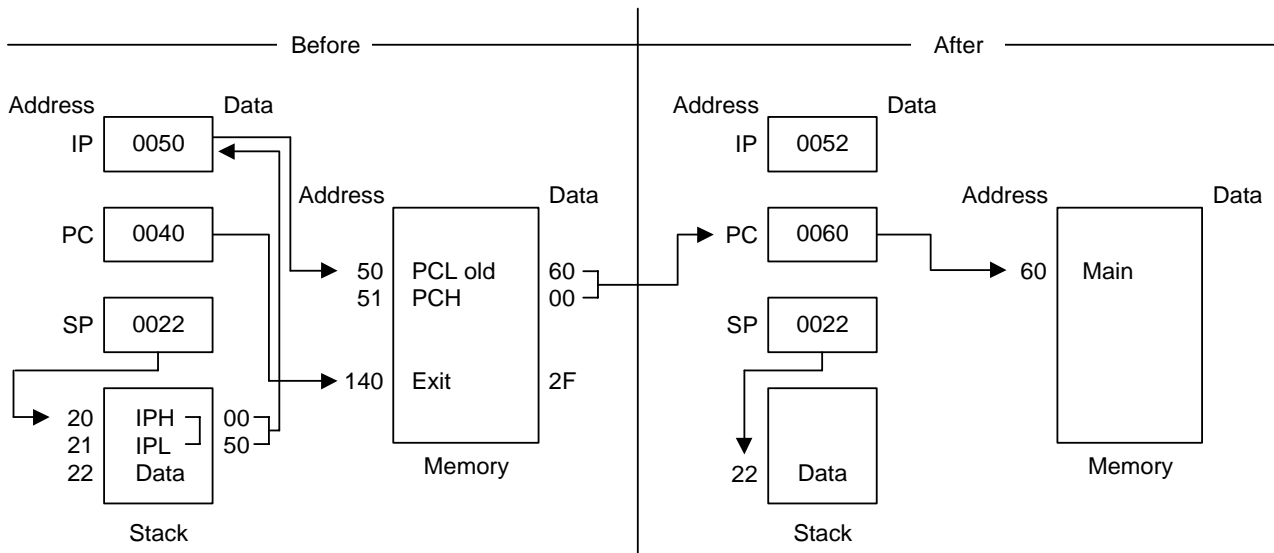 Before
Address Data
IP 0050
Address Data
PC 0040
50 PCL old 60
51 PCH 00
SP 0022
140 Exit 2F
20 IPH 00
21 IPL 50
22 Data
Memory
Stack
After
Address Data
IP 0052
Address Data
PC 0060
60 Main
SP 0022
22 Data
Memory
Stack